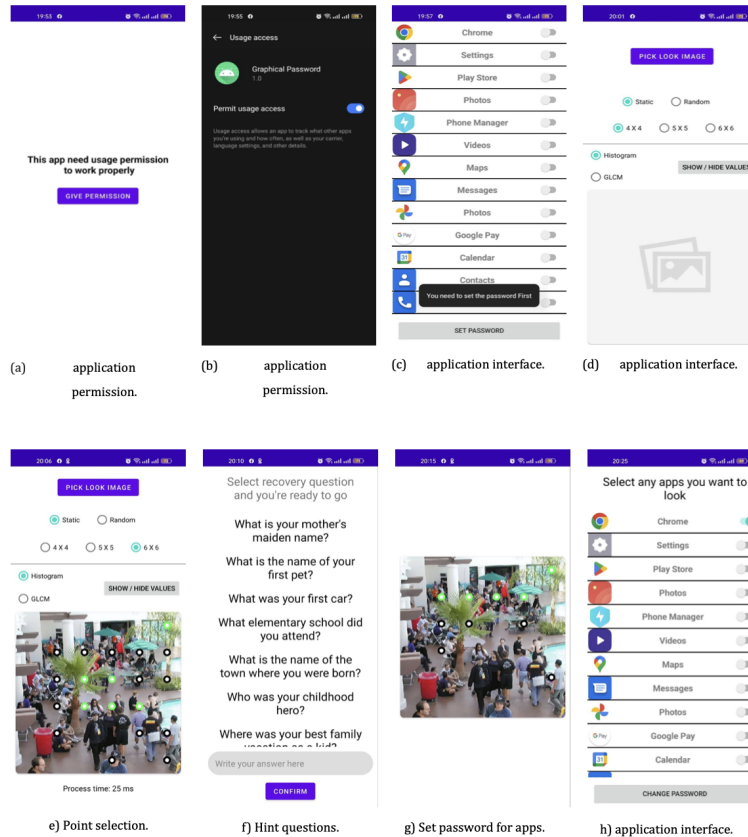 19:53
This app need usage permission
to work properly
GIVE PERMISSION
(a) application
permission.
19:55
Usage access
Graphical Password
1.0
Permit usage access
Usage access allows an app to track what other apps
you're using and how often, as well as your carrier,
language settings, and other details.
(b) application
permission.
19:57
Chrome
Settings
Play Store
Photos
Phone Manager
Videos
Maps
Messages
Photos
G Pay Google Pay
31 Calendar
Contacts
You need to set the password First
SET PASSWORD
(c) application interface.
20:01
PICK LOOK IMAGE
Static Random
4 X 4 5 X 5 6 X 6
Histogram
SHOW / HIDE VALUES
GLCM
(d) application interface.
20:06
PICK LOOK IMAGE
Static Random
4 X 4 5 X 5 6 X 6
Histogram
SHOW / HIDE VALUES
GLCM
Process time: 25 ms
e) Point selection.
20:10
Select recovery question
and you're ready to go
What is your mother's
maiden name?
What is the name of your
first pet?
What was your first car?
What elementary school did
you attend?
What is the name of the
town where you were born?
Who was your childhood
hero?
Where was your best family
vacation as a kid?
Write your answer here
CONFIRM
f) Hint questions.
20:15
g) Set password for apps.
20:25
Select any apps you want to
look
Chrome
Settings
Play Store
Photos
Phone Manager
Videos
Maps
Messages
Photos
G Pay Google Pay
31 Calendar
CHANGE PASSWORD
h) application interface.